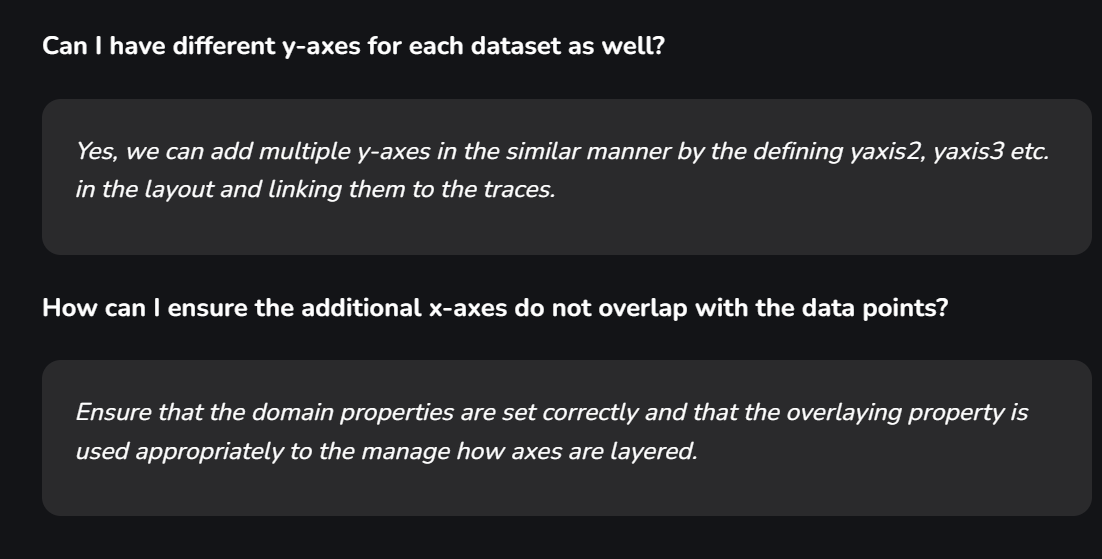 Can I have different y-axes for each dataset as well?
Yes, we can add multiple y-axes in the similar manner by the defining yaxis2, yaxis3 etc.
in the layout and linking them to the traces.
How can I ensure the additional x-axes do not overlap with the data points?
Ensure that the domain properties are set correctly and that the overlaying property is
used appropriately to the manage how axes are layered.